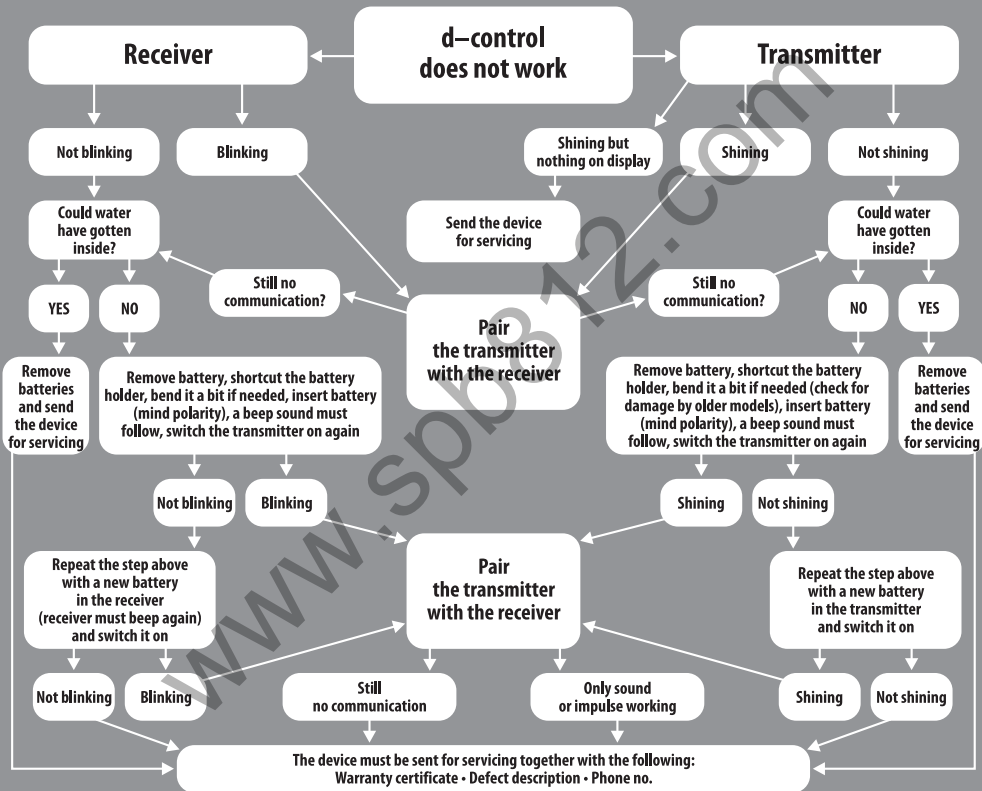 d–control
does not work
Receiver
Transmitter
Not blinking
Blinking
Shining but
nothing on display
Shining
Not shining
Could water
have gotten
inside?
Send the device
for servicing
Could water
have gotten
inside?
Still no
communication?
Still no
communication?
YES
NO
Pair
the transmitter
with the receiver
NO
YES
Remove
batteries
and send
the device
for servicing
Remove battery, shortcut the battery
holder, bend it a bit if needed, insert battery
(mind polarity), a beep sound must
follow, switch the transmitter on again
Remove battery, shortcut the battery
holder, bend it a bit if needed (check for
damage by older models), insert battery
(mind polarity), a beep sound must
follow, switch the transmitter on again
Remove
batteries
and send
the device
for servicing
Not blinking
Blinking
Shining
Not shining
Repeat the step above
with a new battery
in the receiver
(receiver must beep again)
and switch it on
Pair
the transmitter
with the receiver
Repeat the step above
with a new battery
in the transmitter
and switch it on
Not blinking
Blinking
Still
no communication
Only sound
or impulse working
Shining
Not shining
The device must be sent for servicing together with the following:
Warranty certificate • Defect description • Phone no.
www.spb812.com